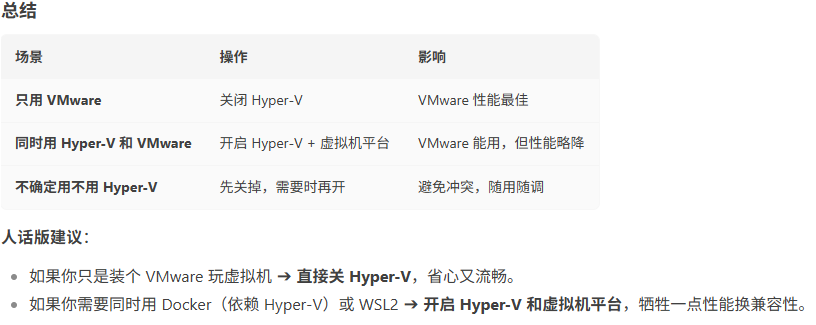 总结
场景 操作 影响
只用 VMware 关闭 Hyper-V VMware 性能最佳
同时用 Hyper-V 和 VMware 开启 Hyper-V + 虚拟机平台 VMware 能用，但性能略降
不确定用不用 Hyper-V 先关掉，需要时再开 避免冲突，随用随调
人话版建议：
如果你只是装个 VMware 玩虚拟机 → 直接关 Hyper-V，省心又流畅。
如果你需要同时用 Docker（依赖 Hyper-V）或 WSL2 → 开启 Hyper-V 和虚拟机平台，牺牲一点性能换兼容性。